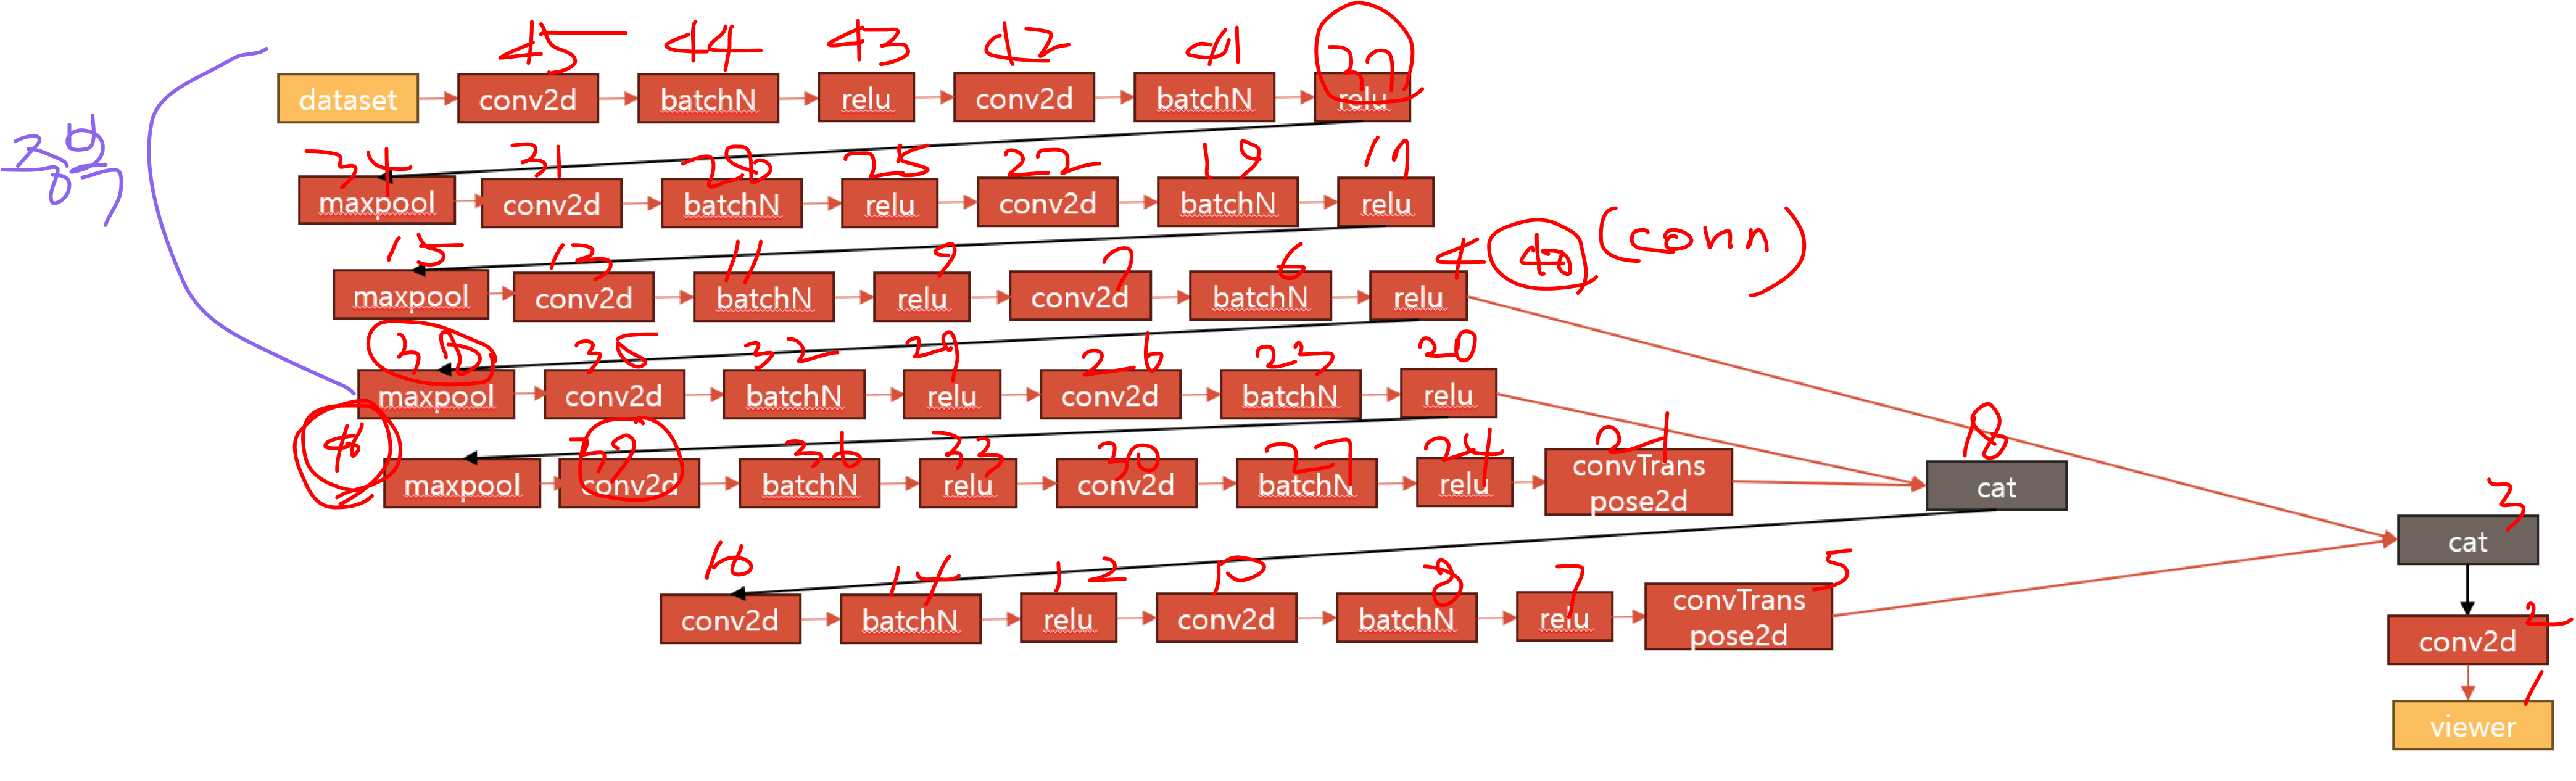 45 44 43 42 41 37
dataset conv2d batchN relu conv2d batchN relu
중복
34 31 28 25 22 19 17
maxpool conv2d batchN relu conv2d batchN relu
15 13 11 9 7 6 4 40 (conn)
maxpool conv2d batchN relu conv2d batchN relu
38 35 32 29 26 23 20
maxpool conv2d batchN relu conv2d batchN relu
39 36 33 30 27 24 21 18
maxpool conv2d batchN relu conv2d batchN relu convTrans
pose2d cat
3
cat
16 14 12 10 8 7 5
conv2d batchN relu conv2d batchN relu convTrans
pose2d
2
conv2d
1
viewer